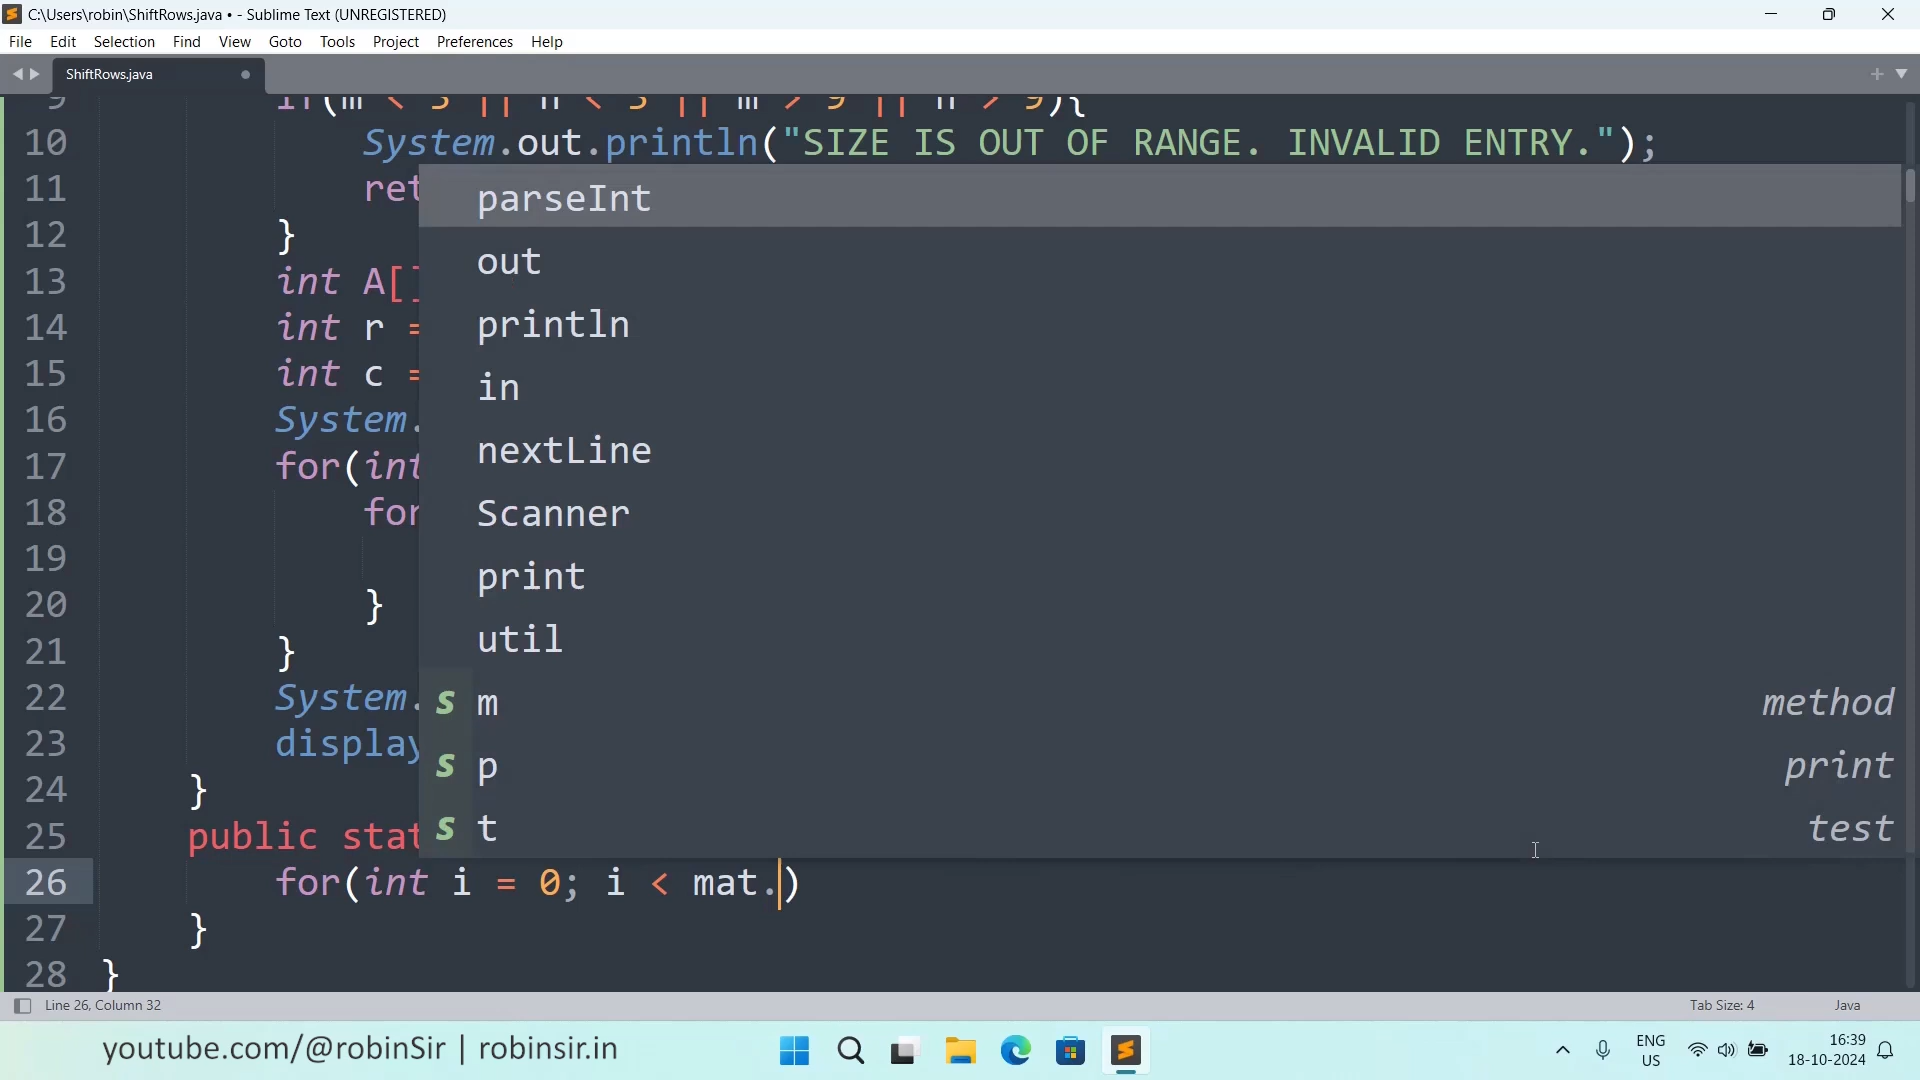 C:\Users\robin\ShiftRows.java • - Sublime Text (UNREGISTERED)
File Edit Selection Find View Goto Tools Project Preferences Help
ShiftRows.java
9 if(m < 3 || n < 3 || m > 9 || n > 9){
10 System.out.println("SIZE IS OUT OF RANGE. INVALID ENTRY.");
11 ret
12 }
13 int A[]
14 int r =
15 int c =
16 System.
17 for(int
18 for
19
20 }
21 }
22 System.
23 display
24 }
25 public stat
26 for(int i = 0; i < mat.)
27 }
28 }
parseInt
out
println
in
nextLine
Scanner
print
util
s m method
s p print
s t test
Line 26, Column 32 Tab Size: 4 Java
youtube.com/@robinSir | robinsir.in
ENG
US
16:39
18-10-2024